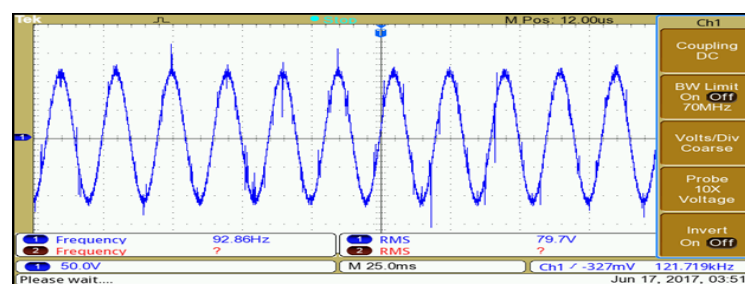 Tek Stop M Pos: 12.00us Ch1
Coupling
DC
BW Limit
On Off
70MHz
Volts/Div
Coarse
Probe
10X
Voltage
Invert
On Off
1
1 Frequency 92.86Hz 1 RMS 79.7V
2 Frequency ? 2 RMS ?
1 50.0V M 25.0ms Ch1 / -327mV 121.719kHz
Please wait.... Jun 17, 2017, 03:51